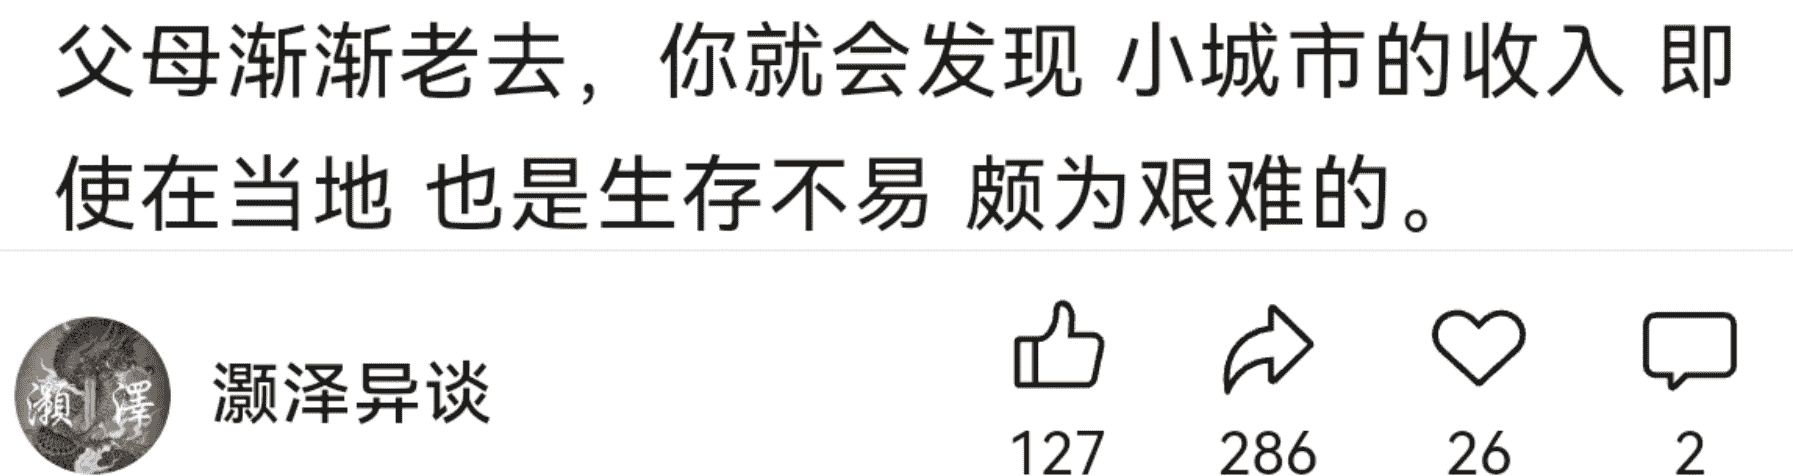 父母渐渐老去，你就会发现 小城市的收入 即
使在当地 也是生存不易 颇为艰难的。
灏泽异谈
灝 澤
127 286 26 2